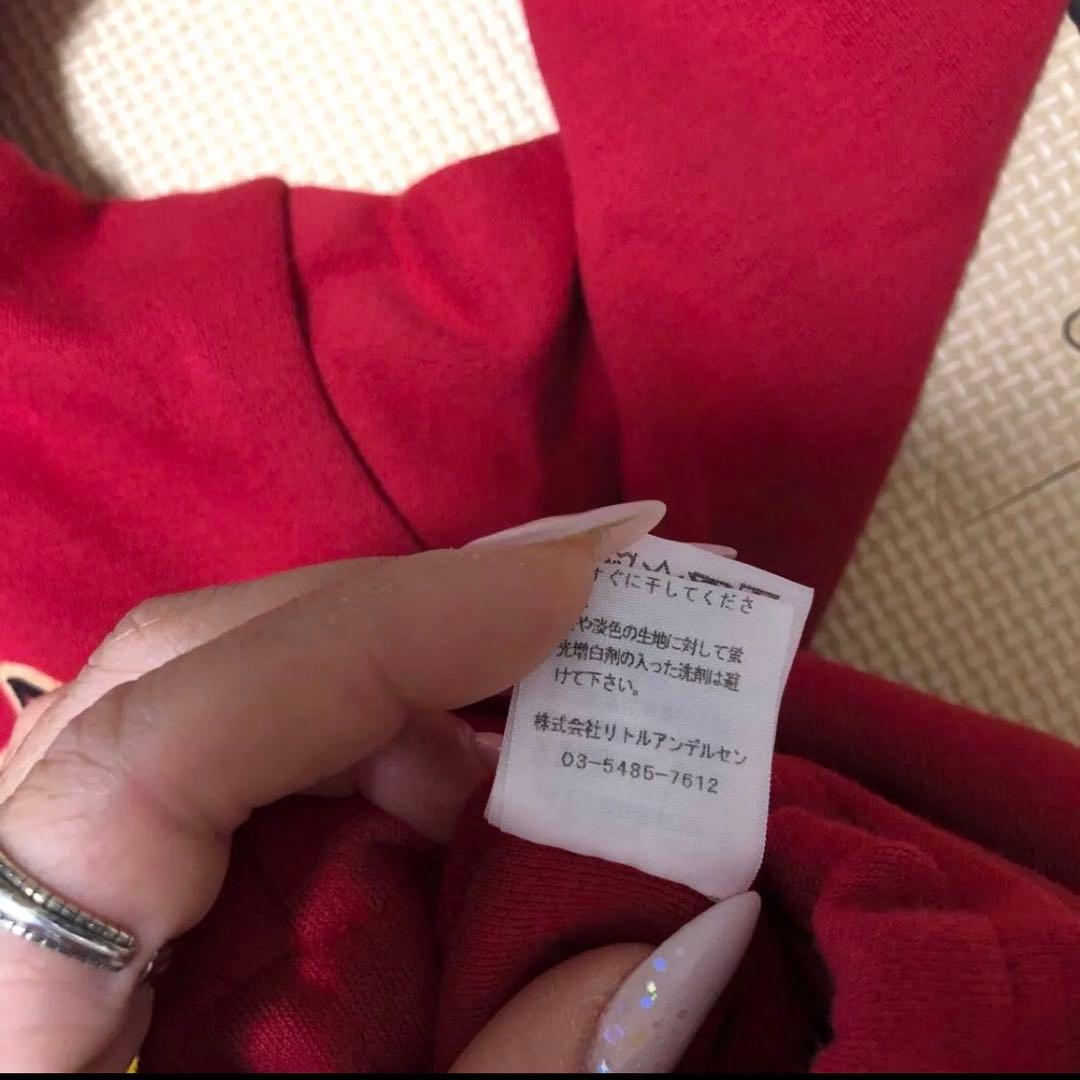 すぐに干してくださ
や淡色の生地に対して蛍
光増白剤の入った洗剤は避
けて下さい。
株式会社リトルアンデルセン
03-5485-7612